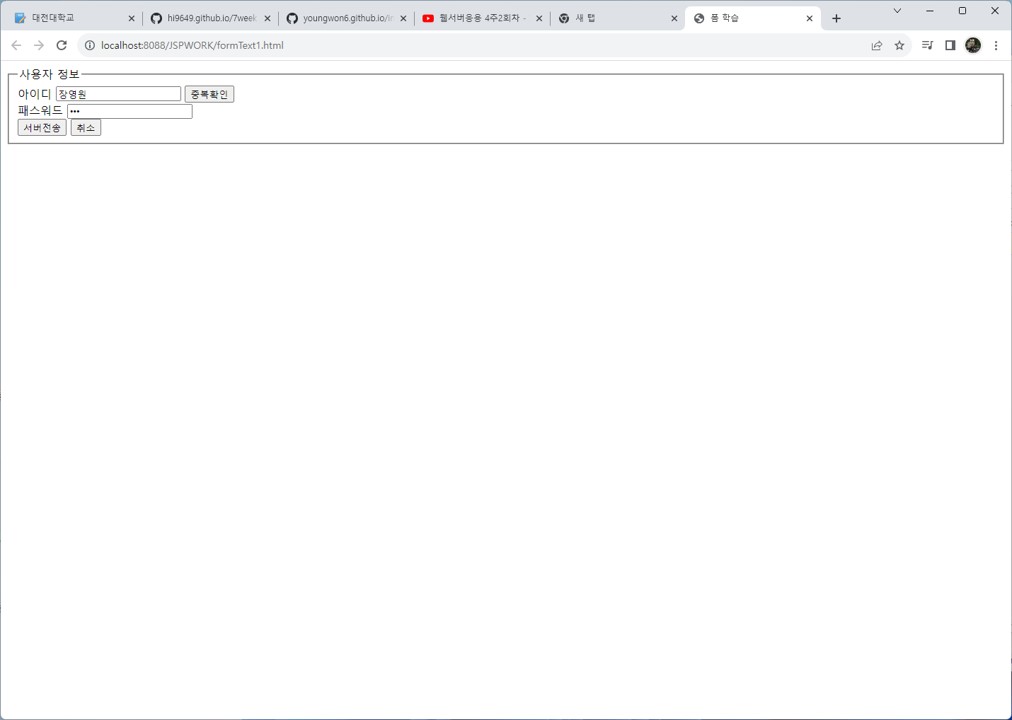 대전대학교
hi9649.github.io/7week
youngwon6.github.io/ir
웹서버응용 4주2회차 -
새 탭
폼 학습
localhost:8088/JSPWORK/formText1.html
사용자 정보
아이디 장영원 중복확인
패스워드 •••
서버전송 취소